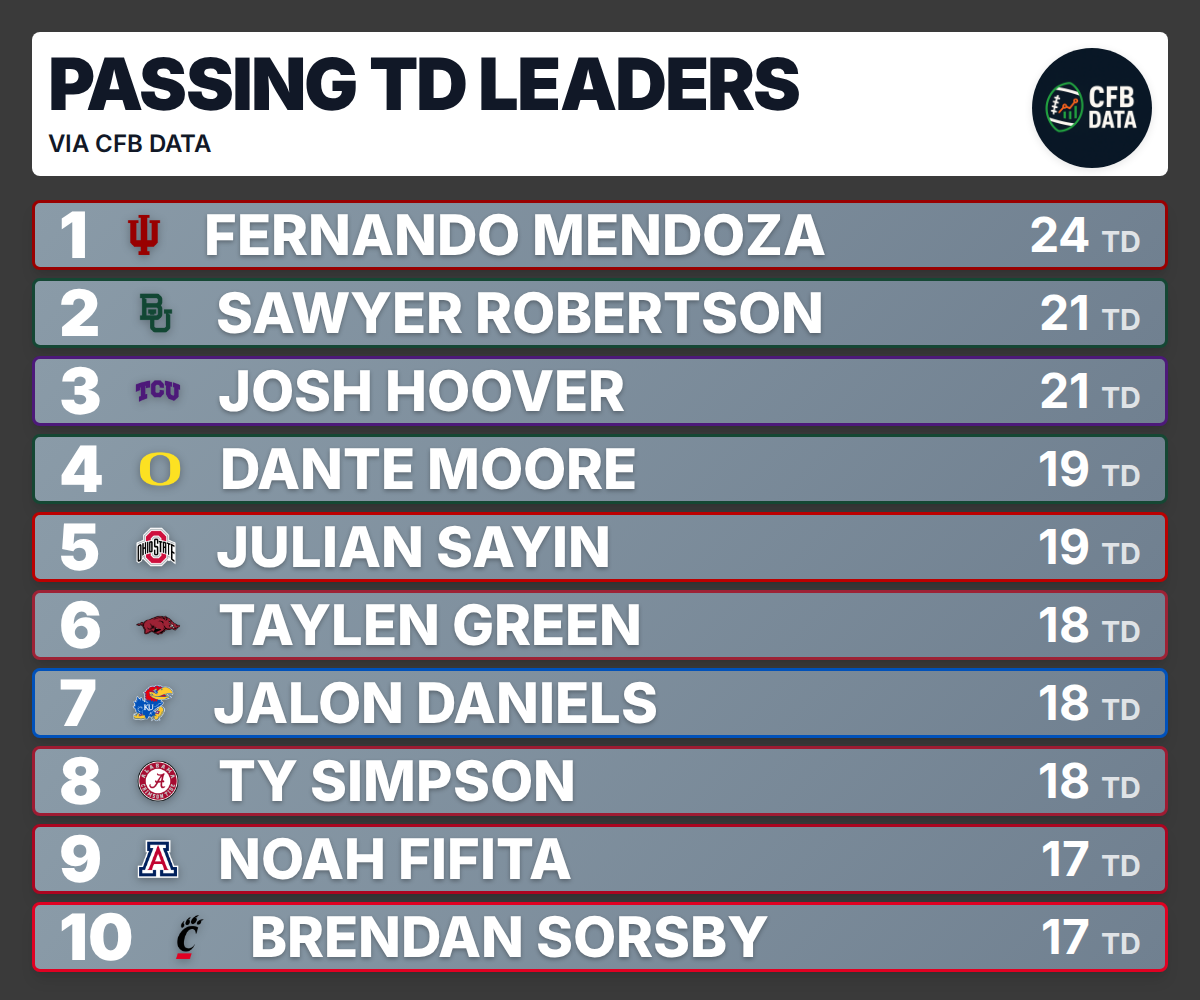 PASSING TD LEADERS
VIA CFB DATA
CFB
DATA
1 FERNANDO MENDOZA 24 TD
2 BU SAWYER ROBERTSON 21 TD
3 TCU JOSH HOOVER 21 TD
4 O DANTE MOORE 19 TD
5 OHIO STATE JULIAN SAYIN 19 TD
6 TAYLEN GREEN 18 TD
7 KU JALON DANIELS 18 TD
8 ALABAMA A CRIMSON TIDE TY SIMPSON 18 TD
9 A NOAH FIFITA 17 TD
10 C BRENDAN SORSBY 17 TD